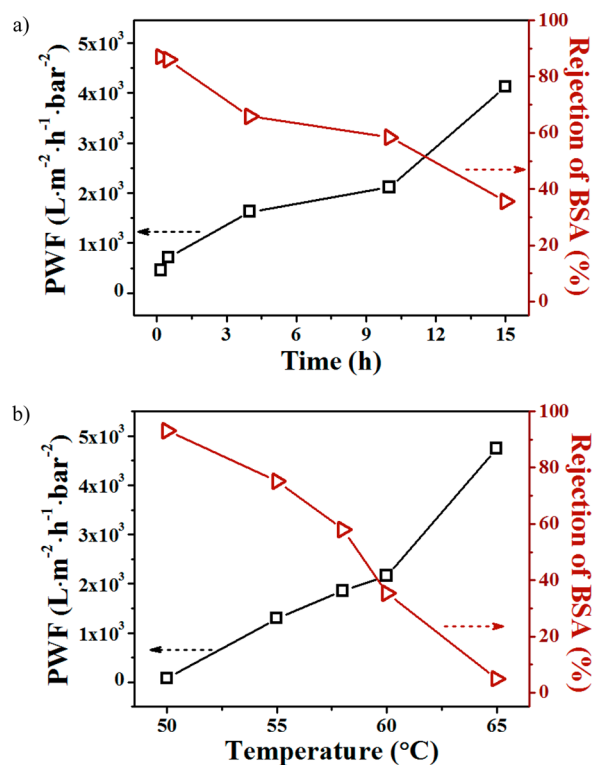 a)
5x10³
4x10³
3x10³
2x10³
1x10³
0
PWF (L·m⁻²·h⁻¹·bar⁻²)
100
80
60
40
20
0
Rejection of BSA (%)
0 3 6 9 12 15
Time (h)
b)
5x10³
4x10³
3x10³
2x10³
1x10³
0
PWF (L·m⁻²·h⁻¹·bar⁻²)
100
80
60
40
20
0
Rejection of BSA (%)
50 55 60 65
Temperature (°C)